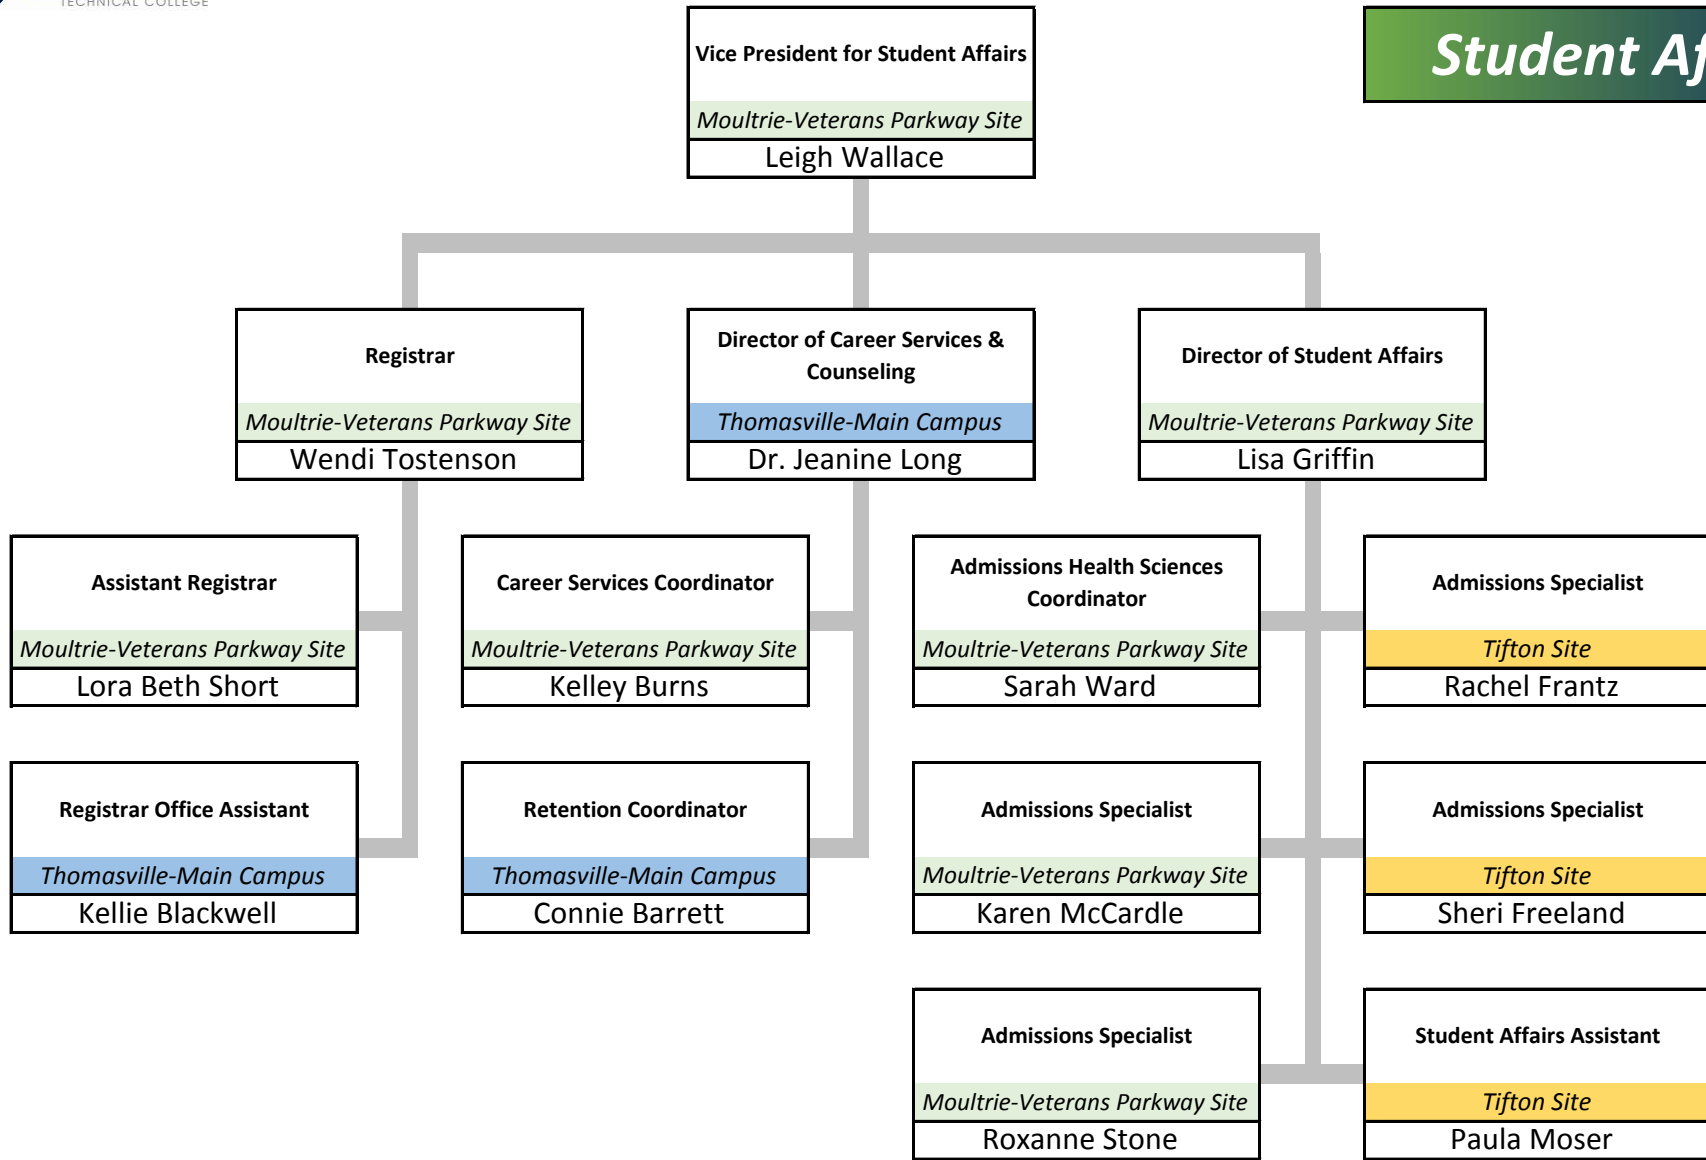 TECHNICAL COLLEGE
Student Af
Vice President for Student Affairs
Moultrie-Veterans Parkway Site
Leigh Wallace
Registrar
Moultrie-Veterans Parkway Site
Wendi Tostenson
Director of Career Services &
Counseling
Thomasville-Main Campus
Dr. Jeanine Long
Director of Student Affairs
Moultrie-Veterans Parkway Site
Lisa Griffin
Assistant Registrar
Moultrie-Veterans Parkway Site
Lora Beth Short
Career Services Coordinator
Moultrie-Veterans Parkway Site
Kelley Burns
Admissions Health Sciences
Coordinator
Moultrie-Veterans Parkway Site
Sarah Ward
Admissions Specialist
Tifton Site
Rachel Frantz
Registrar Office Assistant
Thomasville-Main Campus
Kellie Blackwell
Retention Coordinator
Thomasville-Main Campus
Connie Barrett
Admissions Specialist
Moultrie-Veterans Parkway Site
Karen McCardle
Admissions Specialist
Tifton Site
Sheri Freeland
Admissions Specialist
Moultrie-Veterans Parkway Site
Roxanne Stone
Student Affairs Assistant
Tifton Site
Paula Moser